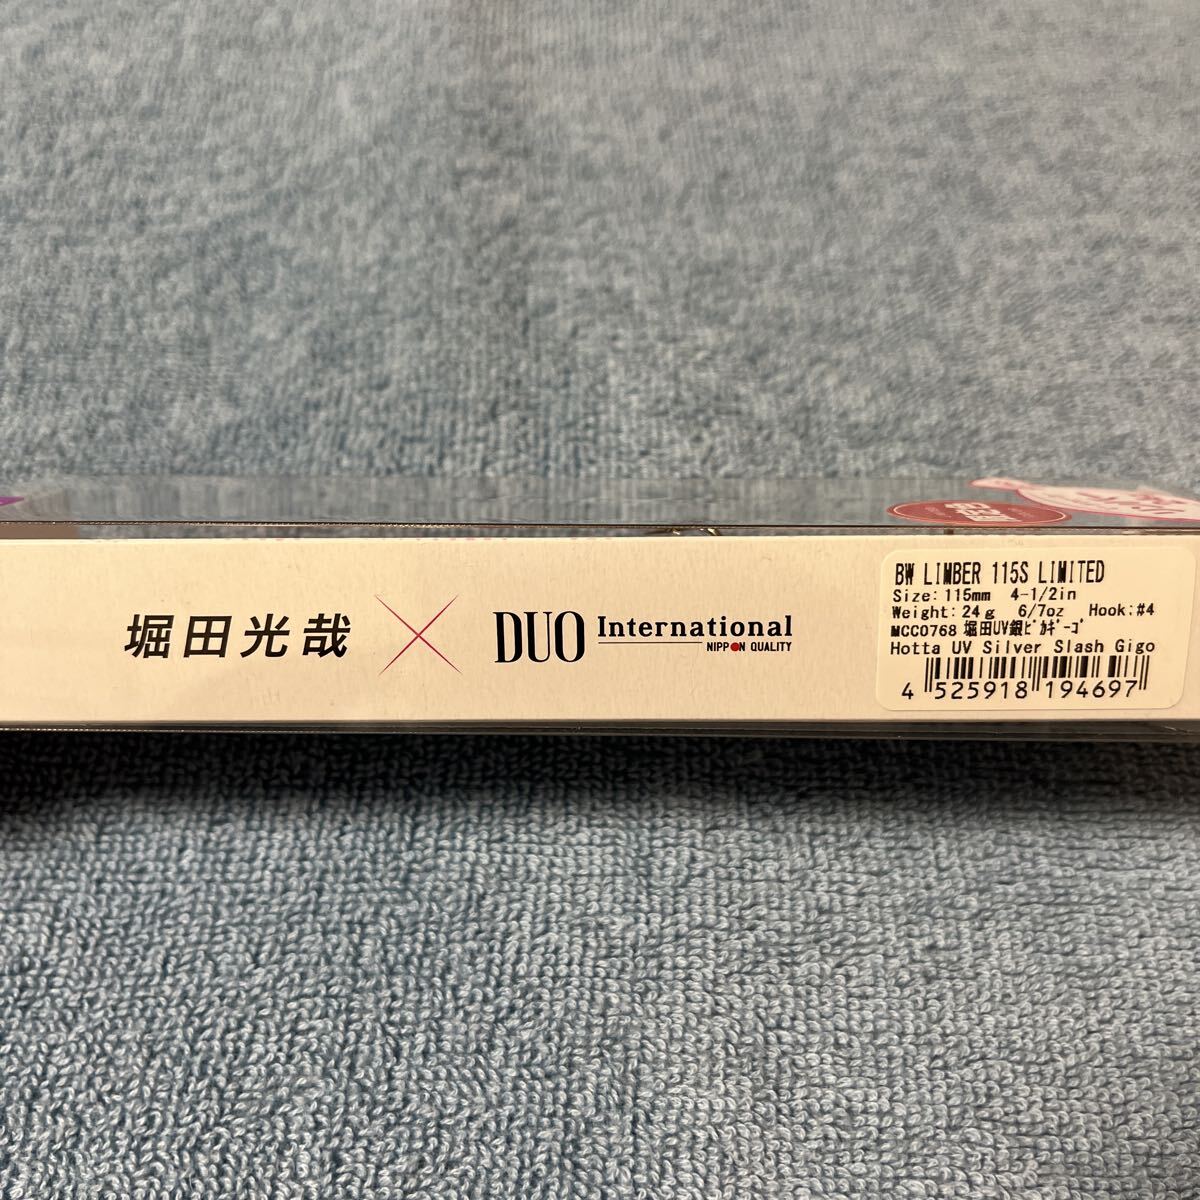 堀田光哉
DUO International
NIPPON QUALITY
BW LIMBER 115S LIMITED
Size:115mm 4-1/2in
Weight:24g 6/7oz Hook:#4
MCC0768 堀田UV銀ﾋﾟｶｷﾞｰｺﾞ
Hotta UV Silver Slash Gigo
4 525918 194697